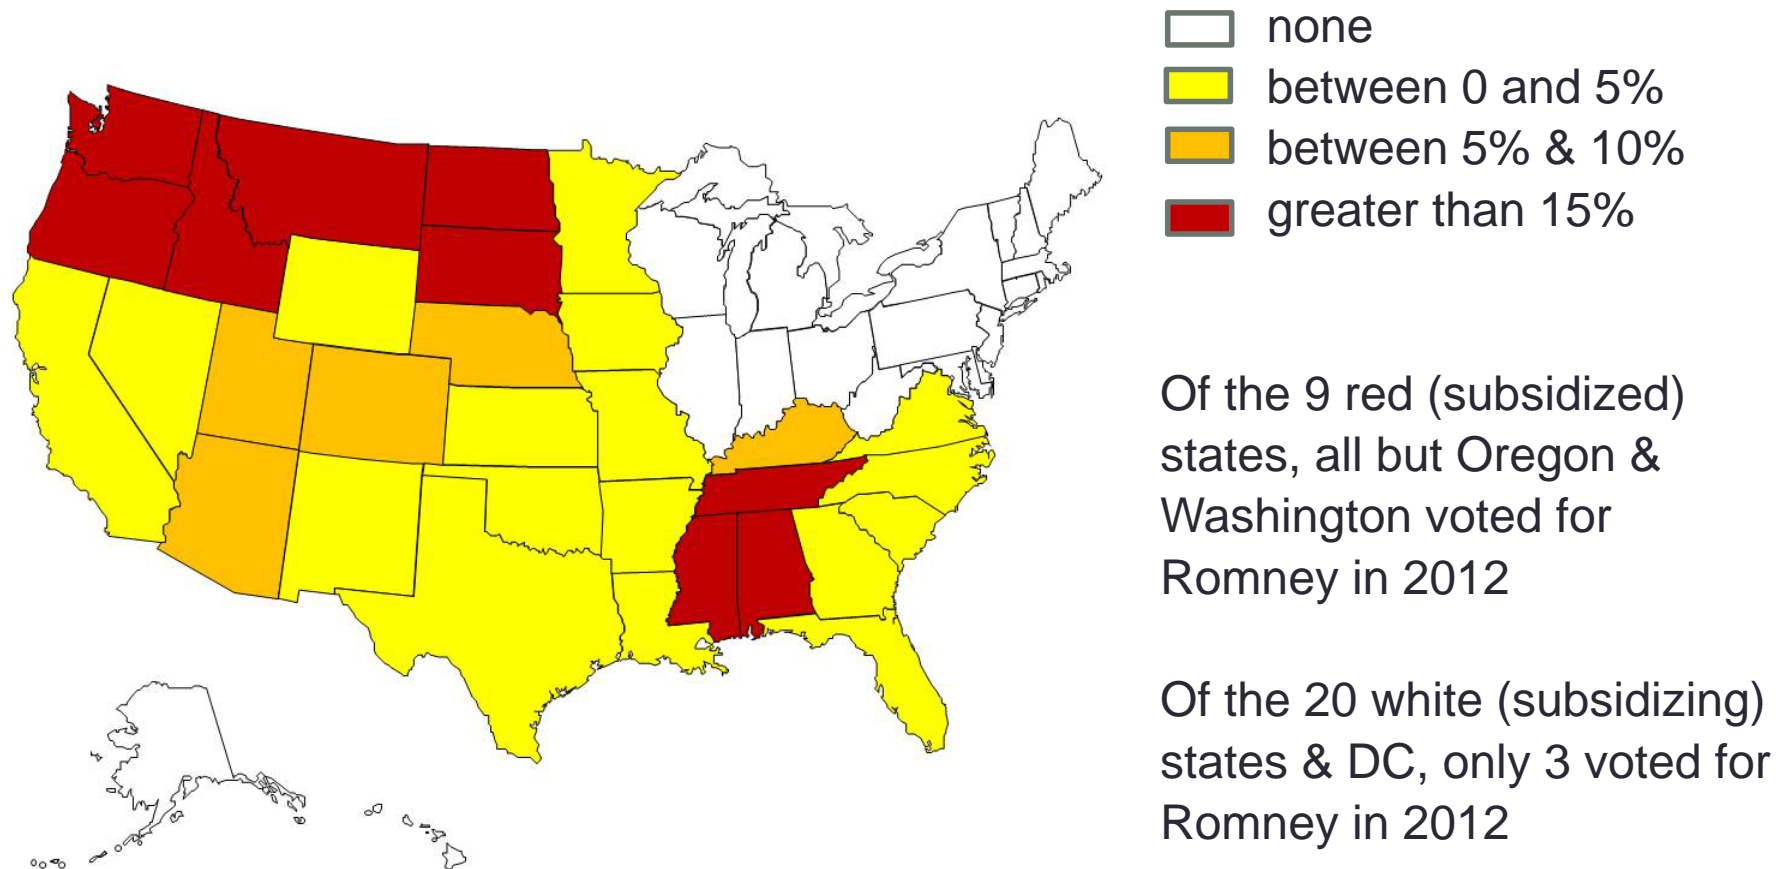 none
between 0 and 5%
between 5% & 10%
greater than 15%
Of the 9 red (subsidized)
states, all but Oregon &
Washington voted for
Romney in 2012
Of the 20 white (subsidizing)
states & DC, only 3 voted for
Romney in 2012